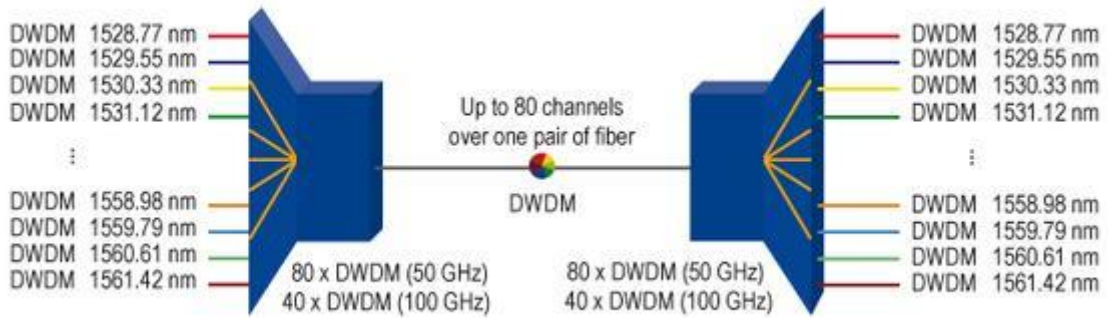 DWDM 1528.77 nm
DWDM 1529.55 nm
DWDM 1530.33 nm
DWDM 1531.12 nm
⋮
DWDM 1558.98 nm
DWDM 1559.79 nm
DWDM 1560.61 nm
DWDM 1561.42 nm
Up to 80 channels
over one pair of fiber
DWDM
80 x DWDM (50 GHz)
40 x DWDM (100 GHz)
80 x DWDM (50 GHz)
40 x DWDM (100 GHz)
DWDM 1528.77 nm
DWDM 1529.55 nm
DWDM 1530.33 nm
DWDM 1531.12 nm
⋮
DWDM 1558.98 nm
DWDM 1559.79 nm
DWDM 1560.61 nm
DWDM 1561.42 nm